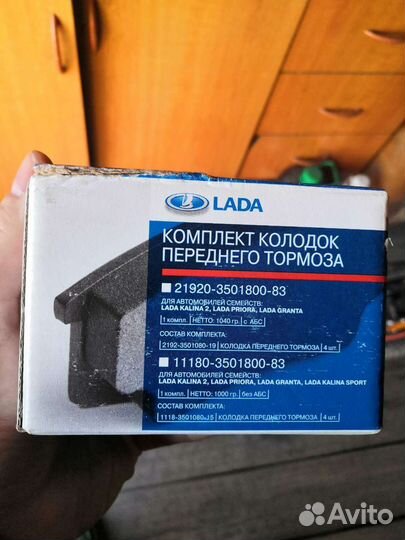 LADA
КОМПЛЕКТ КОЛОДОК
ПЕРЕДНЕГО ТОРМОЗА
21920-3501800-83
ДЛЯ АВТОМОБИЛЕЙ СЕМЕЙСТВ:
LADA KALINA 2, LADA PRIORA, LADA GRANTA
1 компл. НЕТТО: 1040 гр. с АБС
СОСТАВ КОМПЛЕКТА:
2192-3501080-19 КОЛОДКА ПЕРЕДНЕГО ТОРМОЗА 4 шт.
11180-3501800-83
ДЛЯ АВТОМОБИЛЕЙ СЕМЕЙСТВ:
LADA KALINA 2, LADA PRIORA, LADA GRANTA, LADA KALINA SPORT
1 компл. НЕТТО: 1000 гр. без АБС
СОСТАВ КОМПЛЕКТА:
1118-3501080-15 КОЛОДКА ПЕРЕДНЕГО ТОРМОЗА 4 шт.
Avito